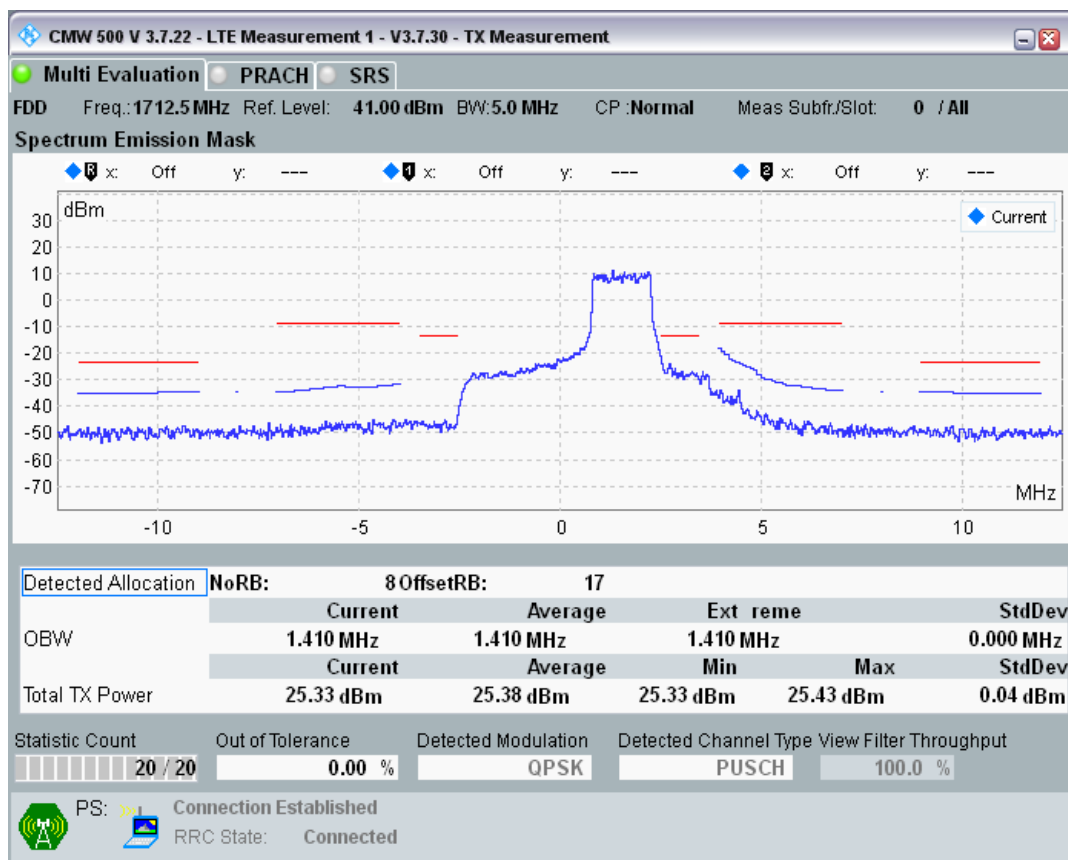 CMW 500 V 3.7.22 - LTE Measurement 1 - V3.7.30 - TX Measurement
Multi Evaluation PRACH SRS
FDD Freq.: 1712.5 MHz Ref. Level: 41.00 dBm BW: 5.0 MHz CP : Normal Meas Subfr./Slot: 0 / All
Spectrum Emission Mask
R x: Off y: --- 1 x: Off y: --- 2 x: Off y: ---
dBm
Current
30
20
10
0
-10
-20
-30
-40
-50
-60
-70
MHz
-10 -5 0 5 10
Detected Allocation NoRB: 8 OffsetRB: 17
Current Average Ext reme StdDev
OBW 1.410 MHz 1.410 MHz 1.410 MHz 0.000 MHz
Current Average Min Max StdDev
Total TX Power 25.33 dBm 25.38 dBm 25.33 dBm 25.43 dBm 0.04 dBm
Statistic Count Out of Tolerance Detected Modulation Detected Channel Type View Filter Throughput
20 / 20 0.00 % QPSK PUSCH 100.0 %
PS: Connection Established
RRC State: Connected